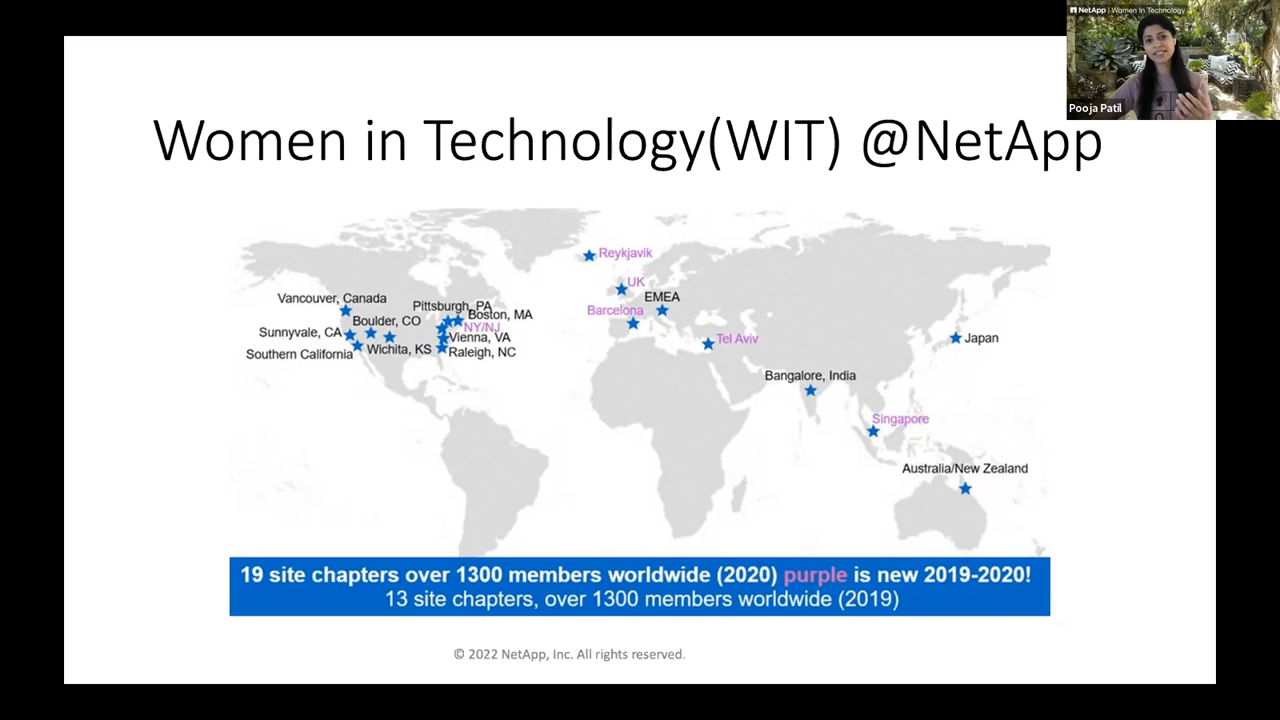 NetApp | Women In Technology
Pooja Patil
Women in Technology(WIT) @NetApp
Reykjavik
UK
EMEA
Barcelona
Vancouver, Canada
Pittsburgh, PA
Boston, MA
Boulder, CO
NY/NJ
Sunnyvale, CA
Vienna, VA
Southern California
Wichita, KS
Raleigh, NC
Tel Aviv
Japan
Bangalore, India
Singapore
Australia/New Zealand
19 site chapters over 1300 members worldwide (2020) purple is new 2019-2020!
13 site chapters, over 1300 members worldwide (2019)
© 2022 NetApp, Inc. All rights reserved.